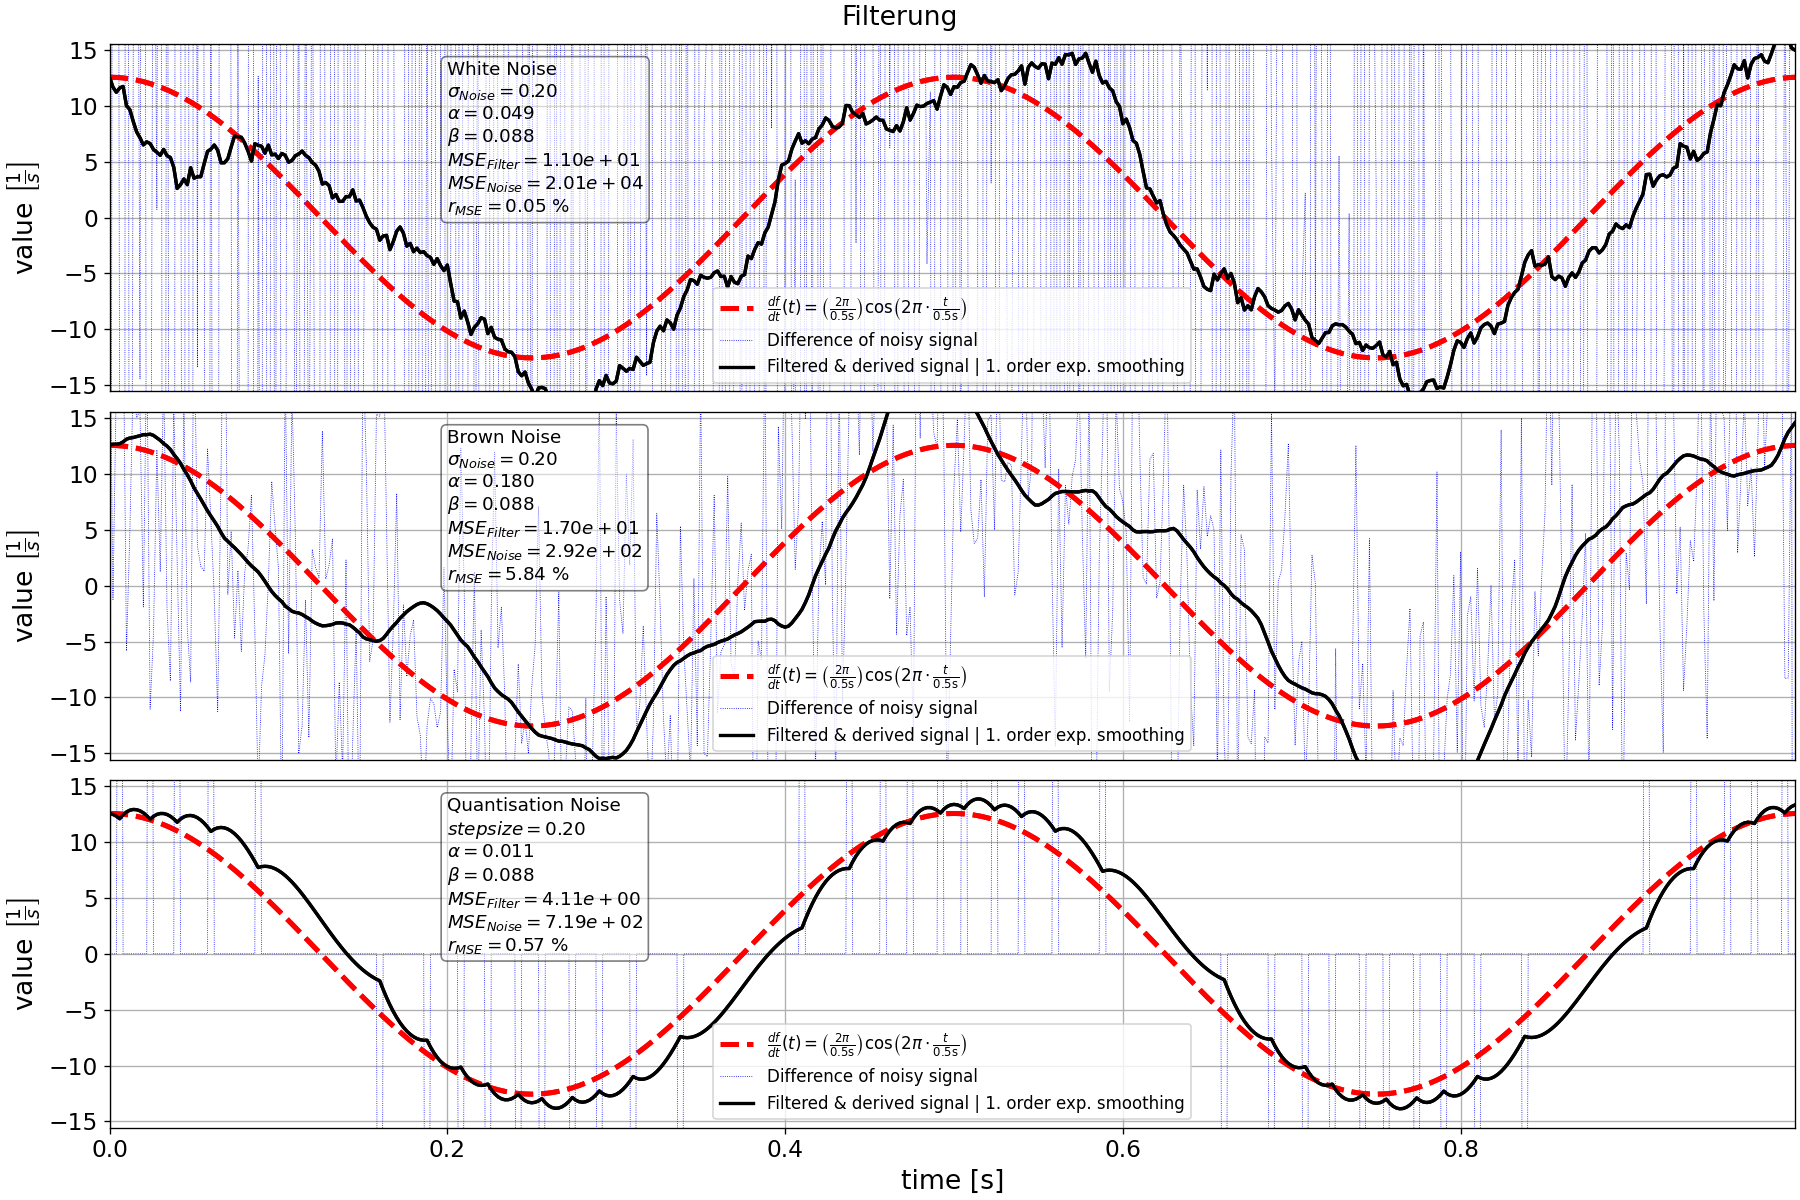 Filterung
value [1/s]
15
10
5
0
−5
−10
−15
White Noise
σ_Noise = 0.20
α = 0.049
β = 0.088
MSE_Filter = 1.10e + 01
MSE_Noise = 2.01e + 04
r_MSE = 0.05 %
df/dt(t) = (2π/0.5s) cos(2π · t/0.5s)
Difference of noisy signal
Filtered & derived signal | 1. order exp. smoothing
value [1/s]
15
10
5
0
−5
−10
−15
Brown Noise
σ_Noise = 0.20
α = 0.180
β = 0.088
MSE_Filter = 1.70e + 01
MSE_Noise = 2.92e + 02
r_MSE = 5.84 %
df/dt(t) = (2π/0.5s) cos(2π · t/0.5s)
Difference of noisy signal
Filtered & derived signal | 1. order exp. smoothing
value [1/s]
15
10
5
0
−5
−10
−15
Quantisation Noise
stepsize = 0.20
α = 0.011
β = 0.088
MSE_Filter = 4.11e + 00
MSE_Noise = 7.19e + 02
r_MSE = 0.57 %
df/dt(t) = (2π/0.5s) cos(2π · t/0.5s)
Difference of noisy signal
Filtered & derived signal | 1. order exp. smoothing
0.0 0.2 0.4 0.6 0.8
time [s]